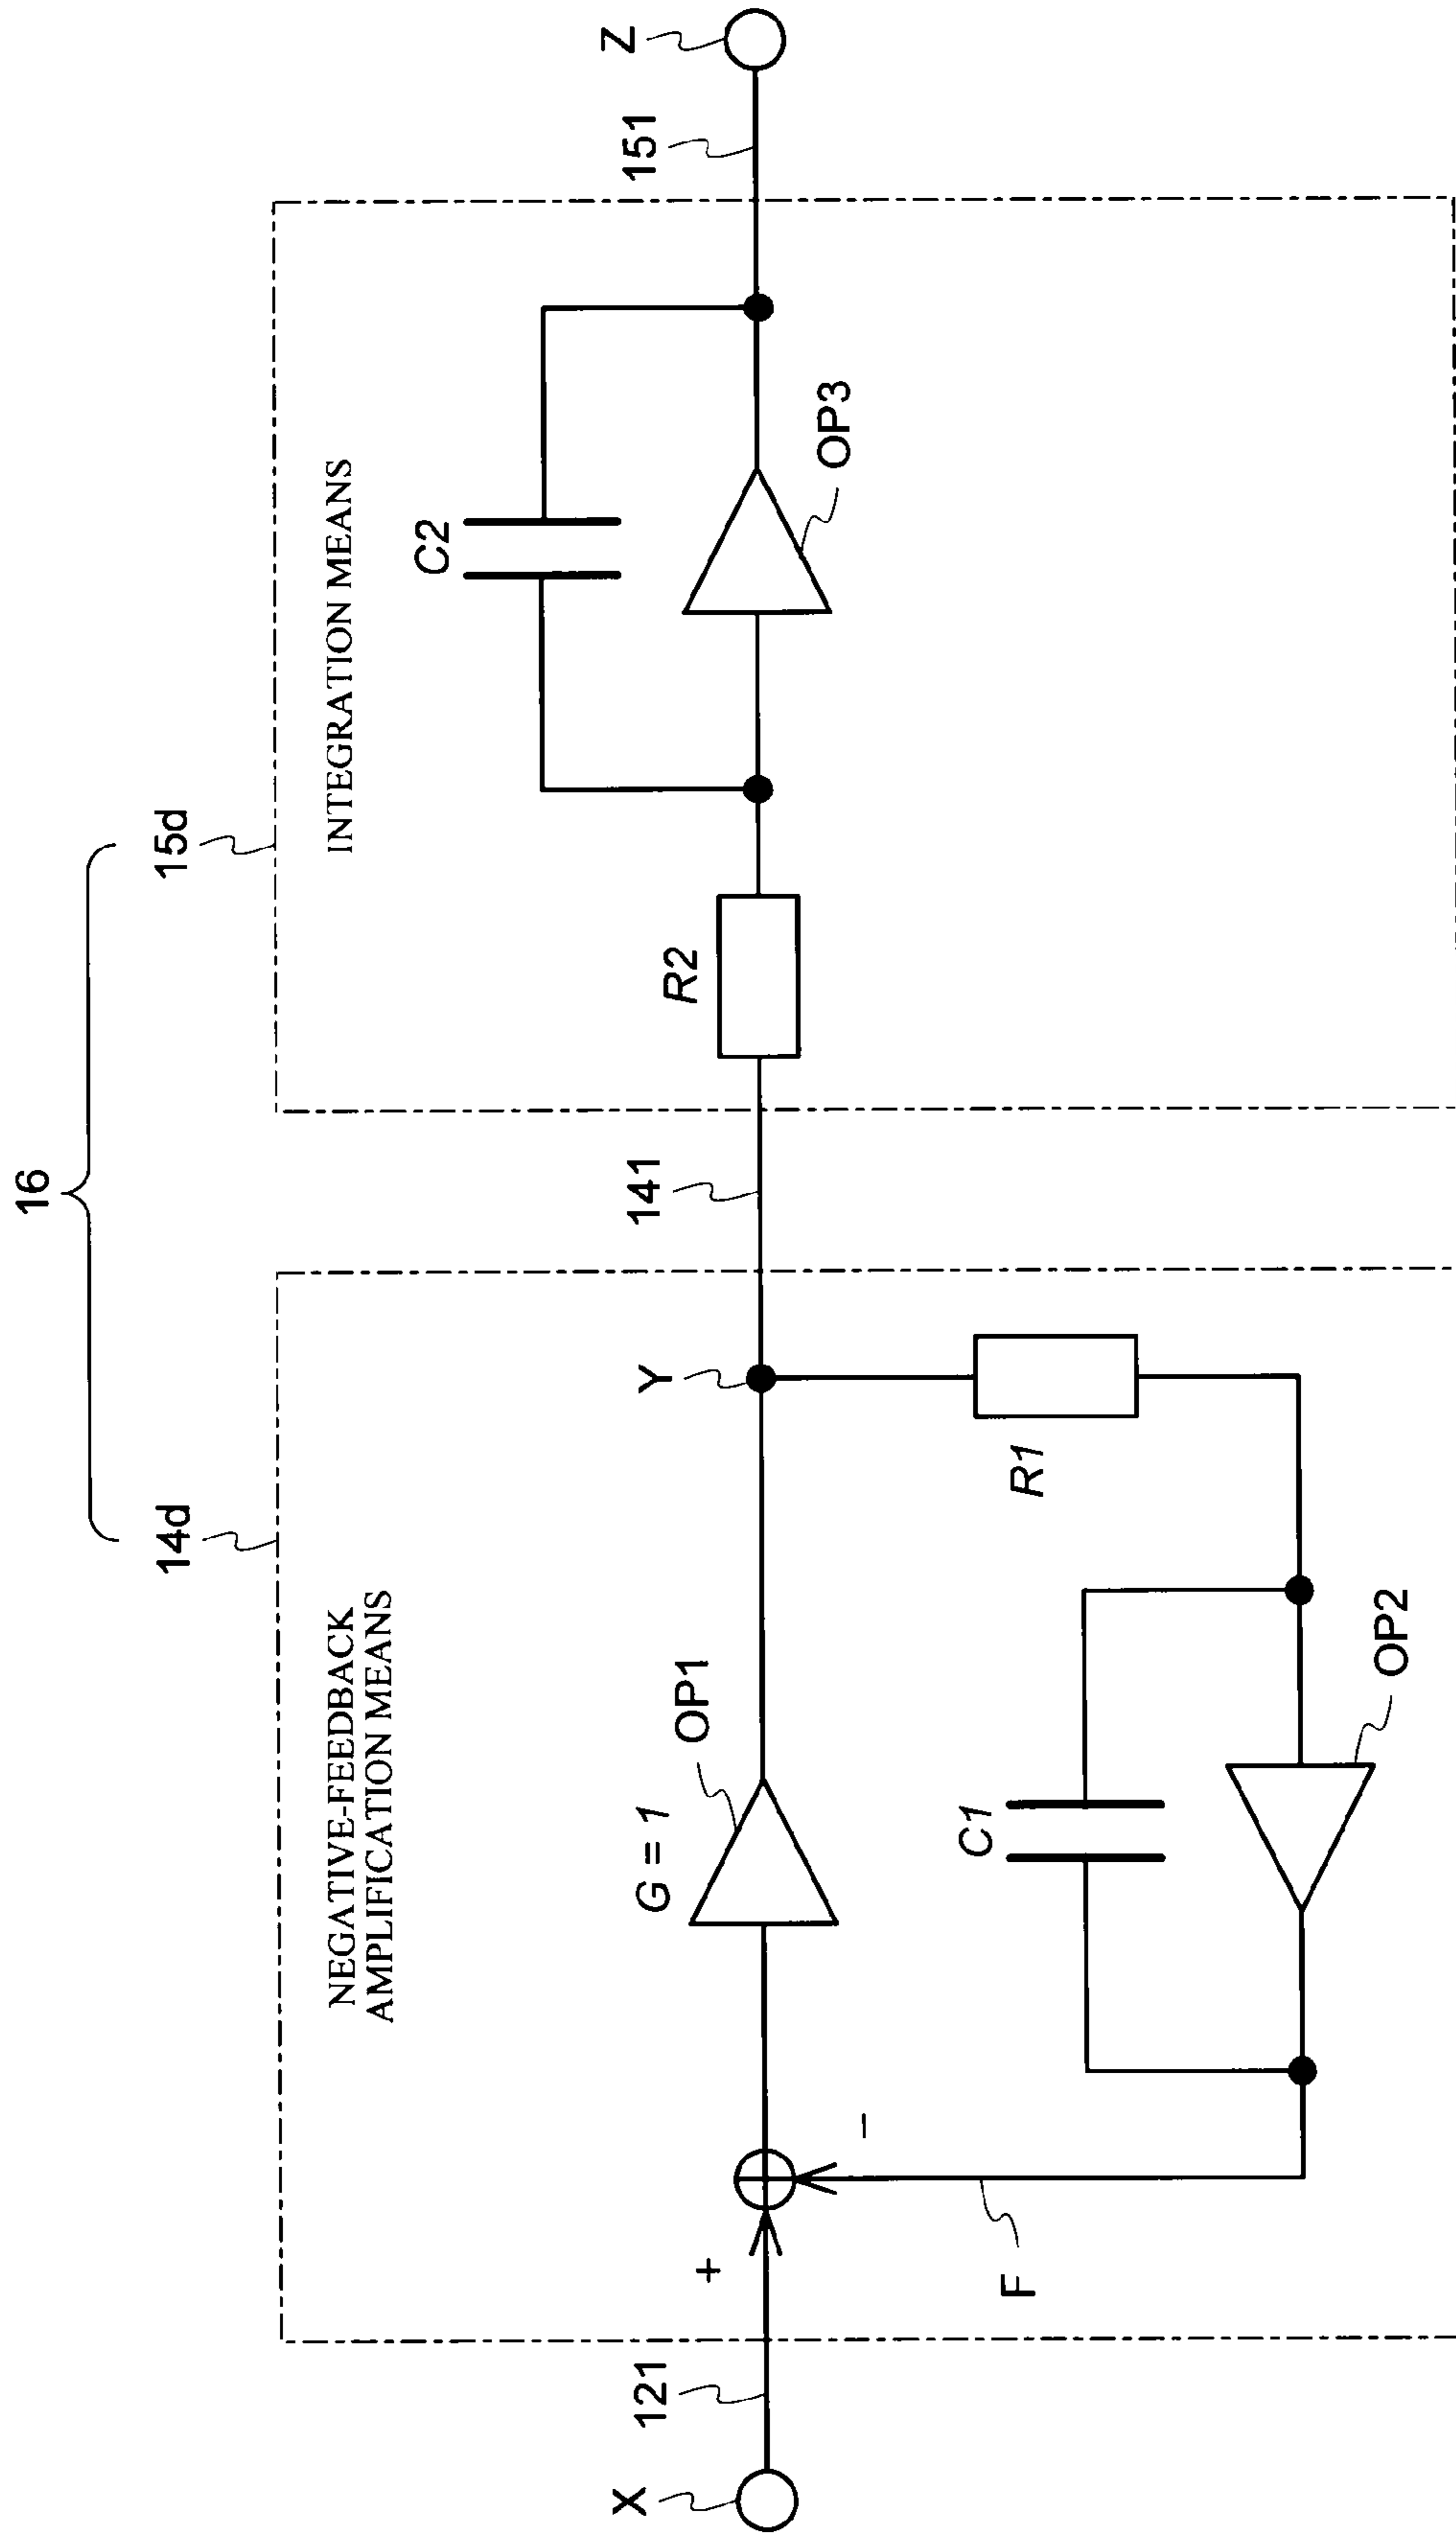 16
14d
15d
NEGATIVE-FEEDBACK
AMPLIFICATION MEANS
INTEGRATION MEANS
C2
X
121
+
G = 1
OP1
Y
141
R2
OP3
151
Z
−
F
C1
R1
OP2